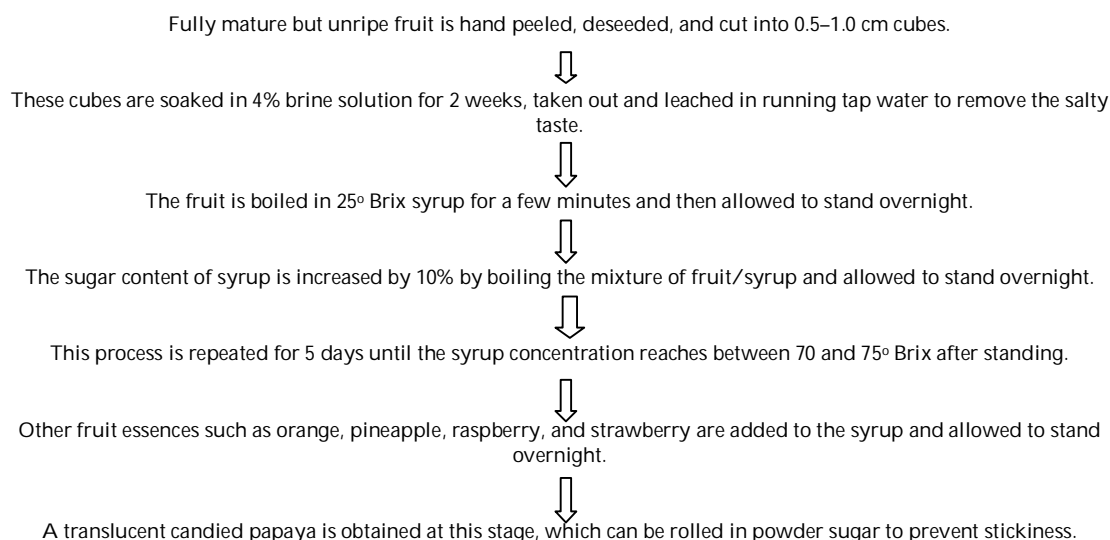 Fully mature but unripe fruit is hand peeled, deseeded, and cut into 0.5–1.0 cm cubes.
These cubes are soaked in 4% brine solution for 2 weeks, taken out and leached in running tap water to remove the salty
taste.
The fruit is boiled in 25º Brix syrup for a few minutes and then allowed to stand overnight.
The sugar content of syrup is increased by 10% by boiling the mixture of fruit/syrup and allowed to stand overnight.
This process is repeated for 5 days until the syrup concentration reaches between 70 and 75º Brix after standing.
Other fruit essences such as orange, pineapple, raspberry, and strawberry are added to the syrup and allowed to stand
overnight.
A translucent candied papaya is obtained at this stage, which can be rolled in powder sugar to prevent stickiness.